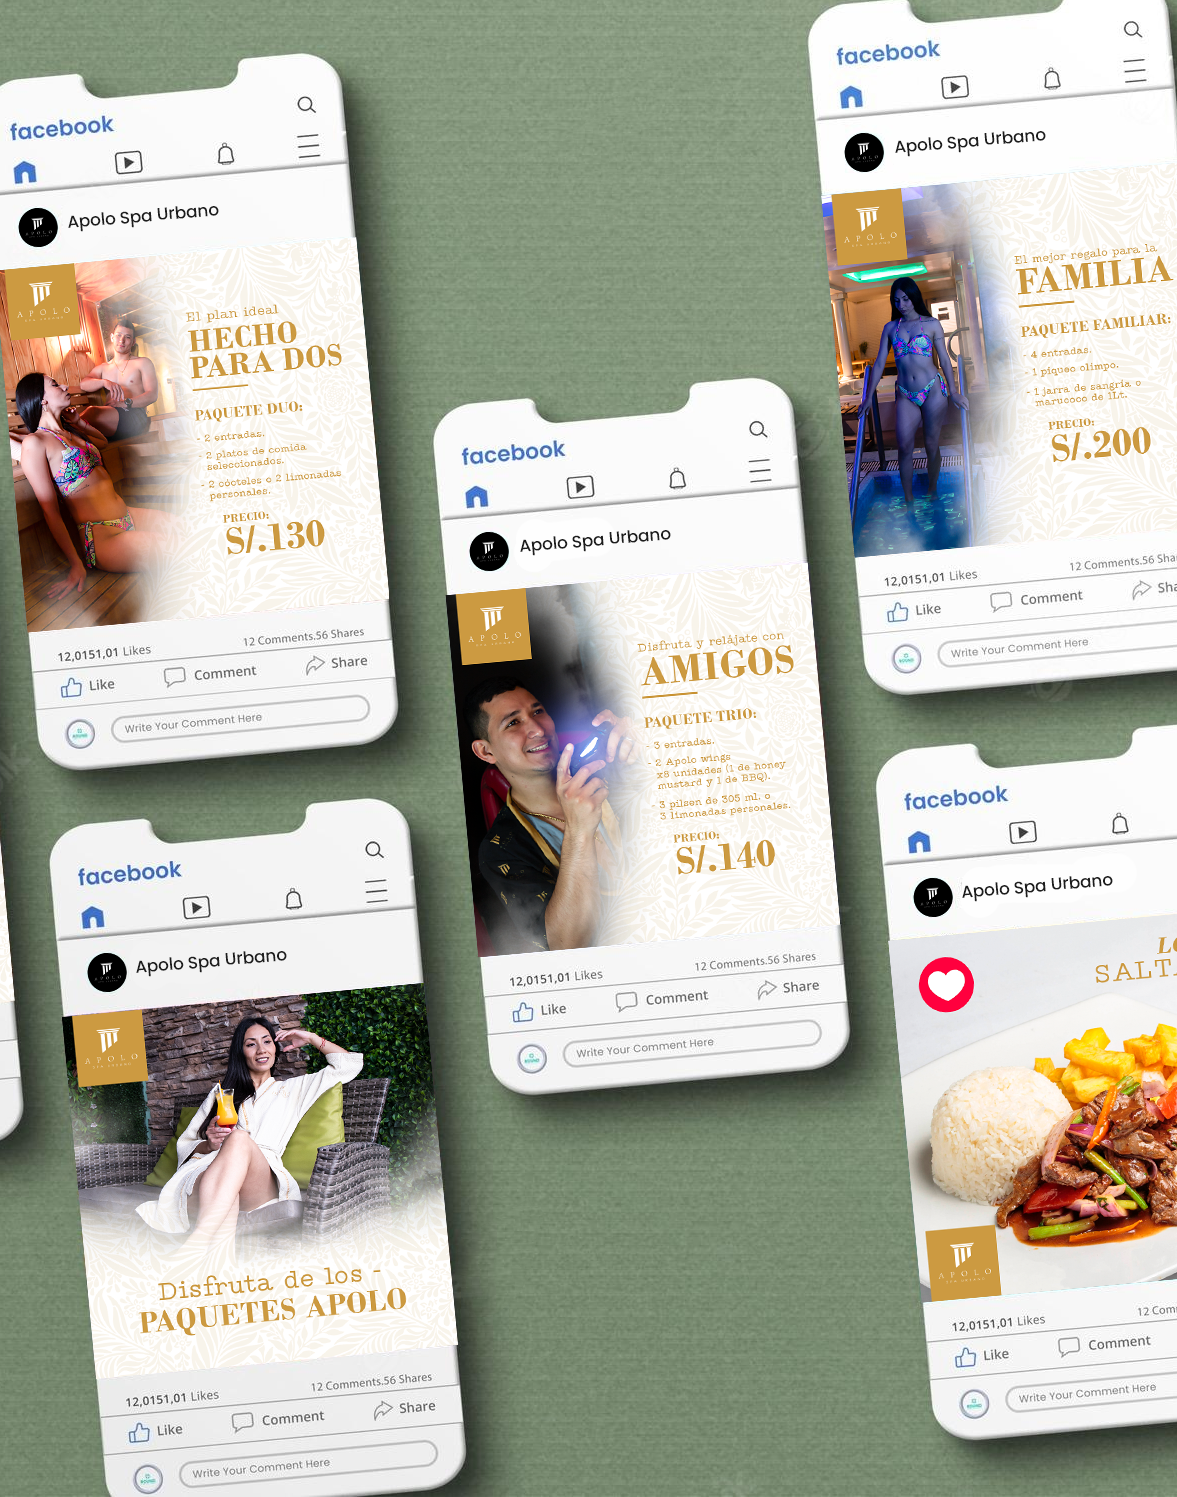 facebook
Apolo Spa Urbano
APOLO
El plan ideal
HECHO
PARA DOS
PAQUETE DUO:
- 2 entradas.
- 2 platos de comida
seleccionados.
- 2 cócteles o 2 limonadas
personales.
PRECIO:
S/.130
12,0151,01 Likes
12 Comments.56 Shares
Like
Comment
Share
Write Your Comment Here
facebook
Apolo Spa Urbano
APOLO
El mejor regalo para la
FAMILIA
PAQUETE FAMILIAR:
- 4 entradas.
- 1 piqueo olimpo.
- 1 jarra de sangría o
marucoco de 1Lt.
PRECIO:
S/.200
12,0151,01 Likes
12 Comments.56 Sha
Like
Comment
Sha
Write Your Comment Here
facebook
Apolo Spa Urbano
APOLO
Disfruta y relájate con
AMIGOS
PAQUETE TRIO:
- 3 entradas.
- 2 Apolo wings
x8 unidades (1 de honey
mustard y 1 de BBQ).
- 3 pilsen de 305 ml. o
3 limonadas personales.
PRECIO:
S/.140
12,0151,01 Likes
12 Comments.56 Shares
Like
Comment
Share
Write Your Comment Here
facebook
Apolo Spa Urbano
APOLO
Disfruta de los -
PAQUETES APOLO
12,0151,01 Likes
12 Comments.56 Shares
Like
Comment
Share
Write Your Comment Here
facebook
Apolo Spa Urbano
LO
SALTA
APOLO
12,0151,01 Likes
12 Com
Like
Comment
Write Your Comment Here